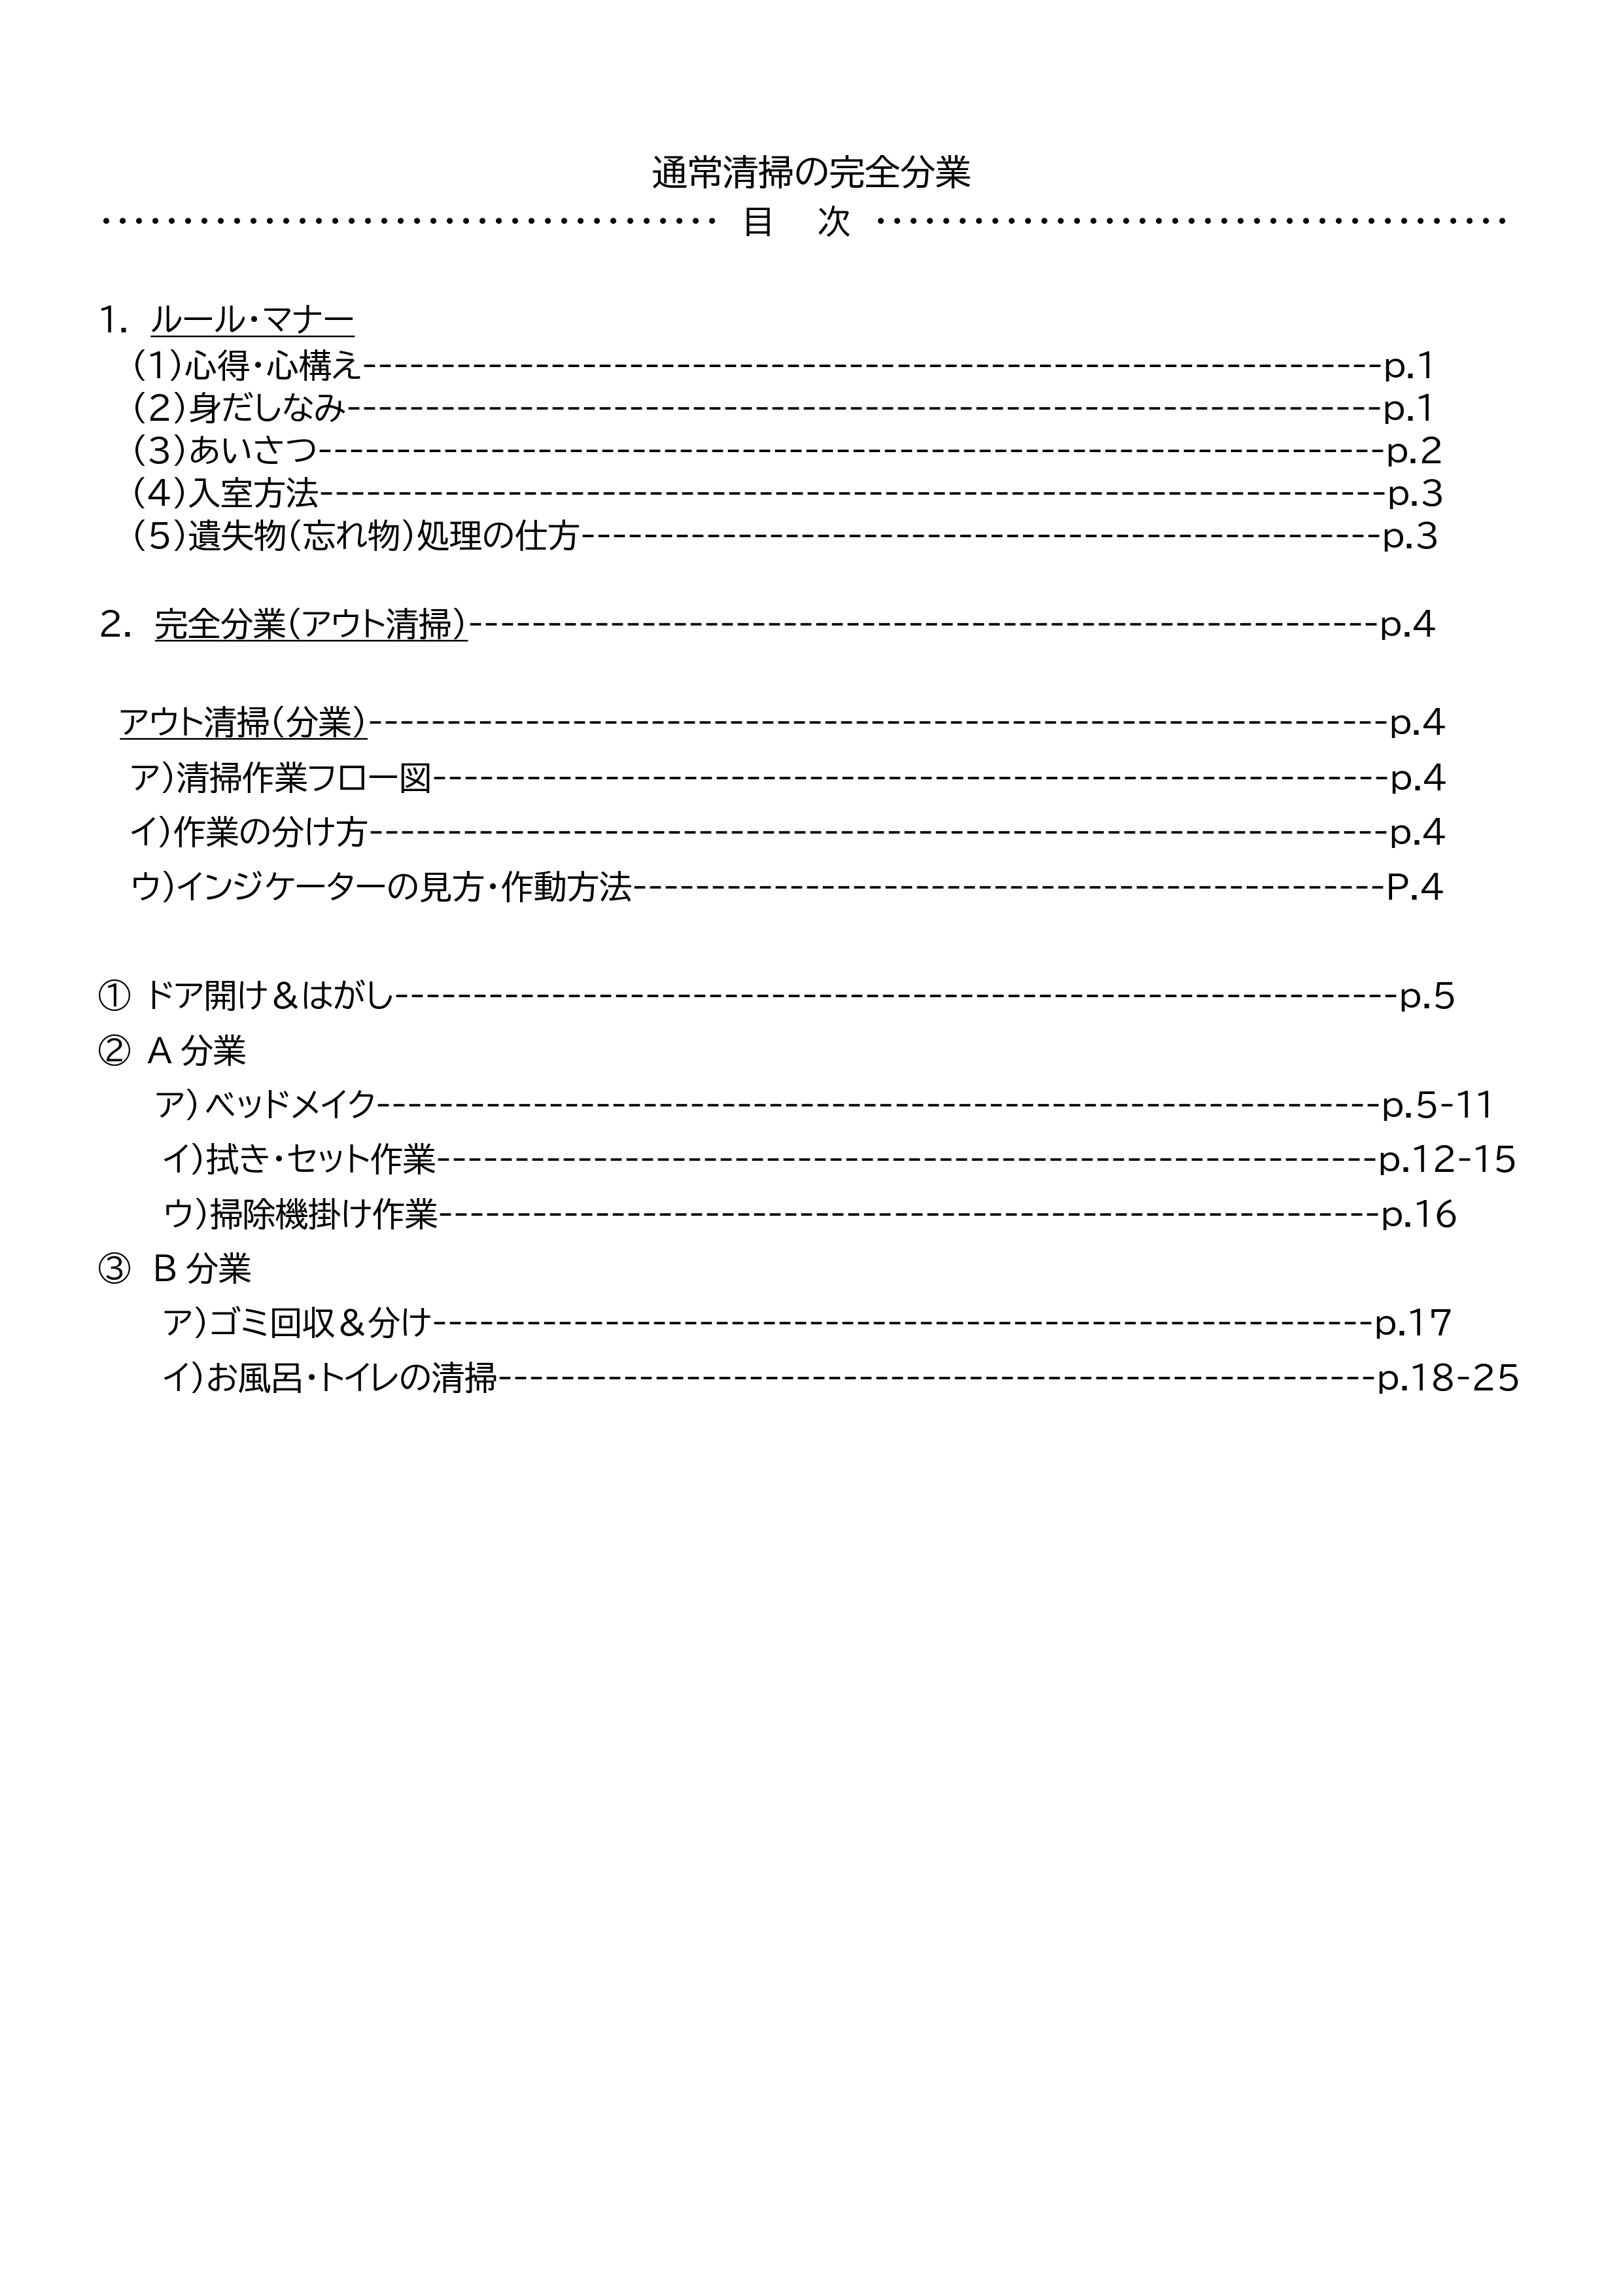 通常清掃の完全分業
・・・・・・・・・・・・・・・・・・・・・・・・・・・・・・・・・・・・・・ 目　次 ・・・・・・・・・・・・・・・・・・・・・・・・・・・・・・・・・・・・・・・
1. ルール・マナー
(1)心得・心構え-----------------------------------------------------------------p.1
(2)身だしなみ------------------------------------------------------------------p.1
(3)あいさつ--------------------------------------------------------------------p.2
(4)入室方法--------------------------------------------------------------------p.3
(5)遺失物(忘れ物)処理の仕方---------------------------------------------------p.3
2. 完全分業(アウト清掃)----------------------------------------------------------p.4
アウト清掃(分業)-----------------------------------------------------------------p.4
ア)清掃作業フロー図-------------------------------------------------------------p.4
イ)作業の分け方-----------------------------------------------------------------p.4
ウ)インジケーターの見方・作動方法------------------------------------------------P.4
① ドア開け＆はがし----------------------------------------------------------------p.5
② A 分業
ア) ベッドメイク----------------------------------------------------------------p.5-11
イ)拭き・セット作業------------------------------------------------------------p.12-15
ウ)掃除機掛け作業------------------------------------------------------------p.16
③ B 分業
ア)ゴミ回収＆分け------------------------------------------------------------p.17
イ)お風呂・トイレの清掃--------------------------------------------------------p.18-25